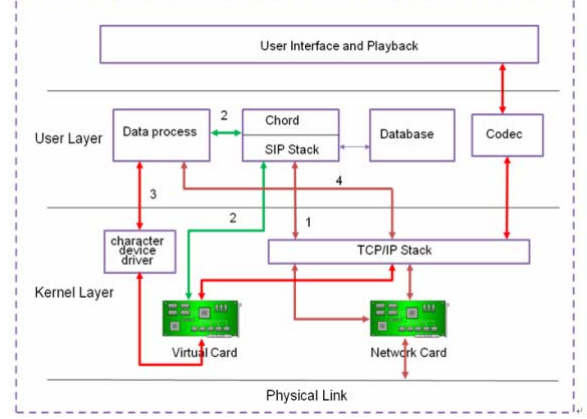 User Interface and Playback
User Layer
Data process
2
Chord
SIP Stack
Database
Codec
3
4
2
1
character
device
driver
TCP/IP Stack
Kernel Layer
Virtual Card
Network Card
Physical Link